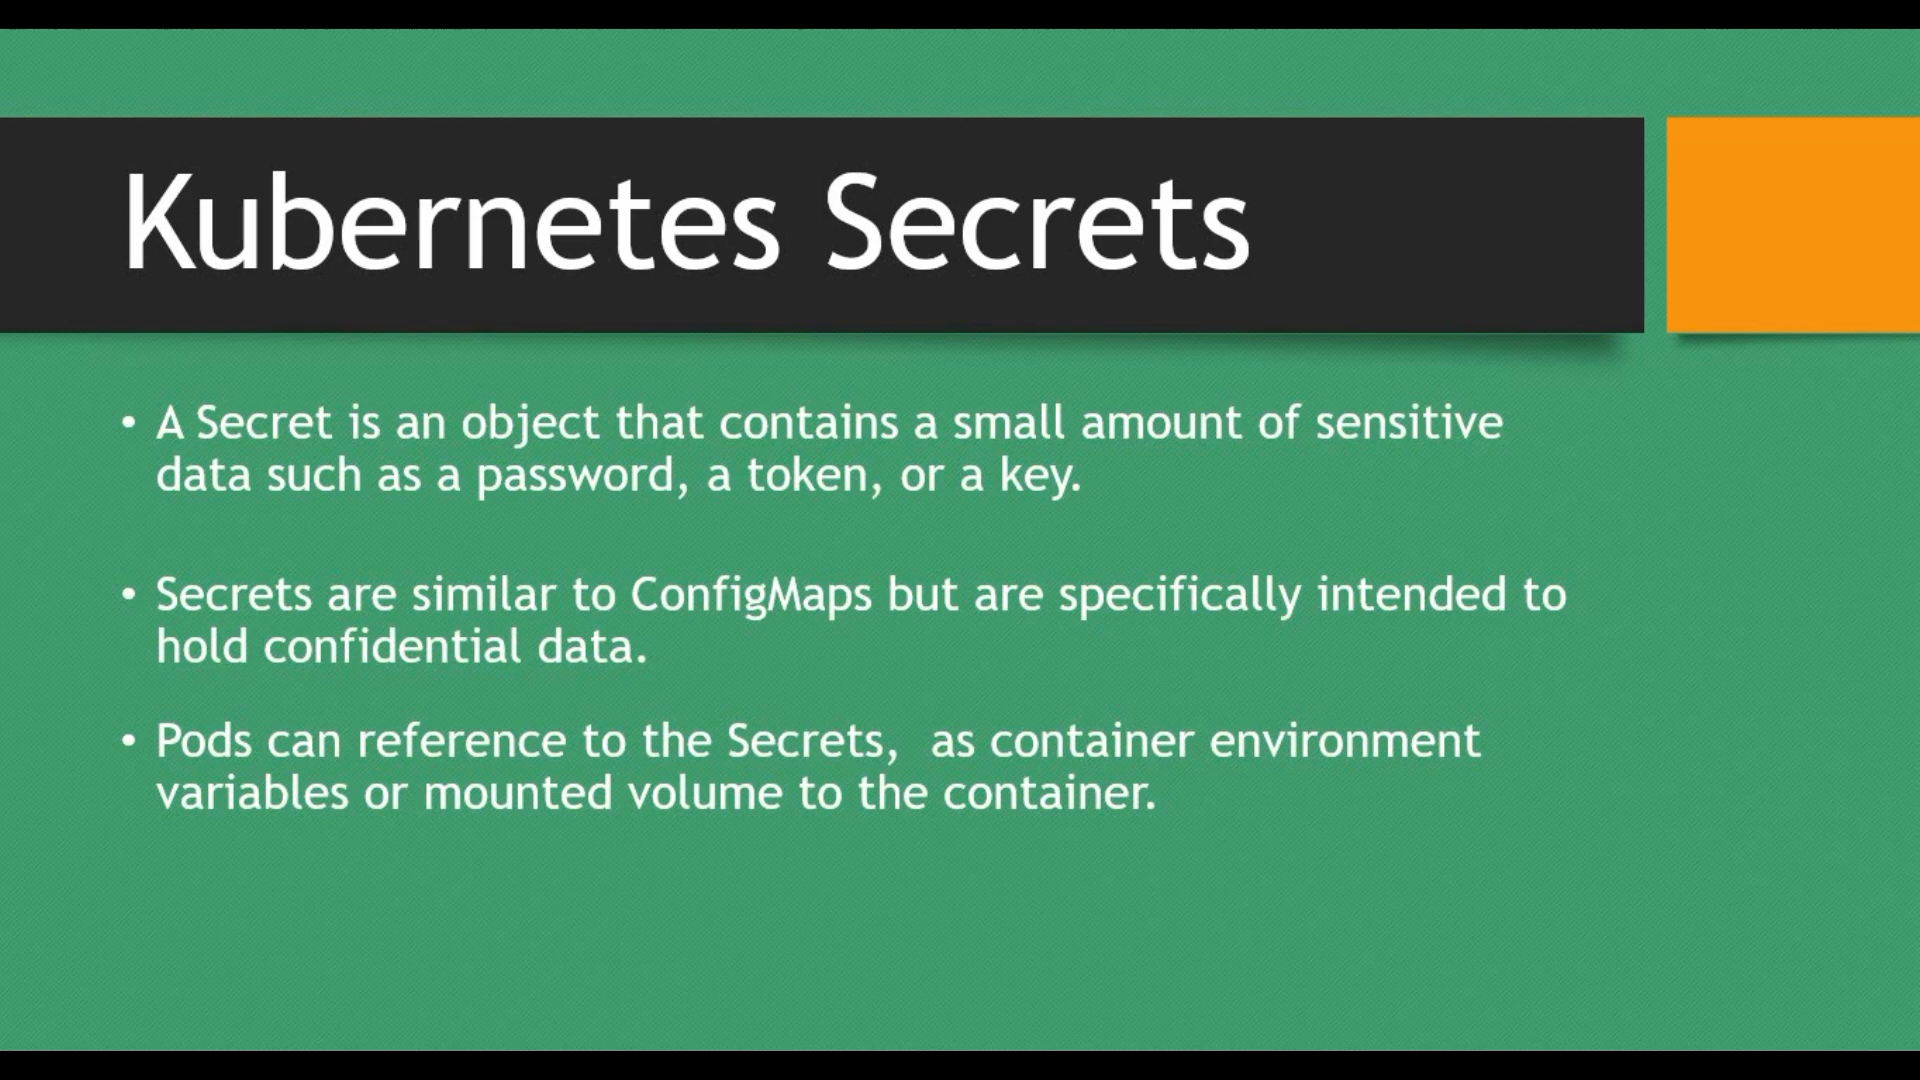 Kubernetes Secrets
• A Secret is an object that contains a small amount of sensitive
data such as a password, a token, or a key.
• Secrets are similar to ConfigMaps but are specifically intended to
hold confidential data.
• Pods can reference to the Secrets,  as container environment
variables or mounted volume to the container.